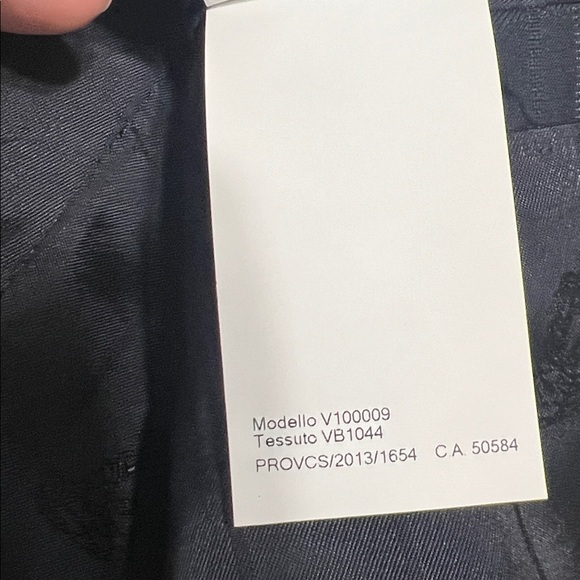 Modello V100009
Tessuto VB1044
PROVCS/2013/1654 C.A. 50584